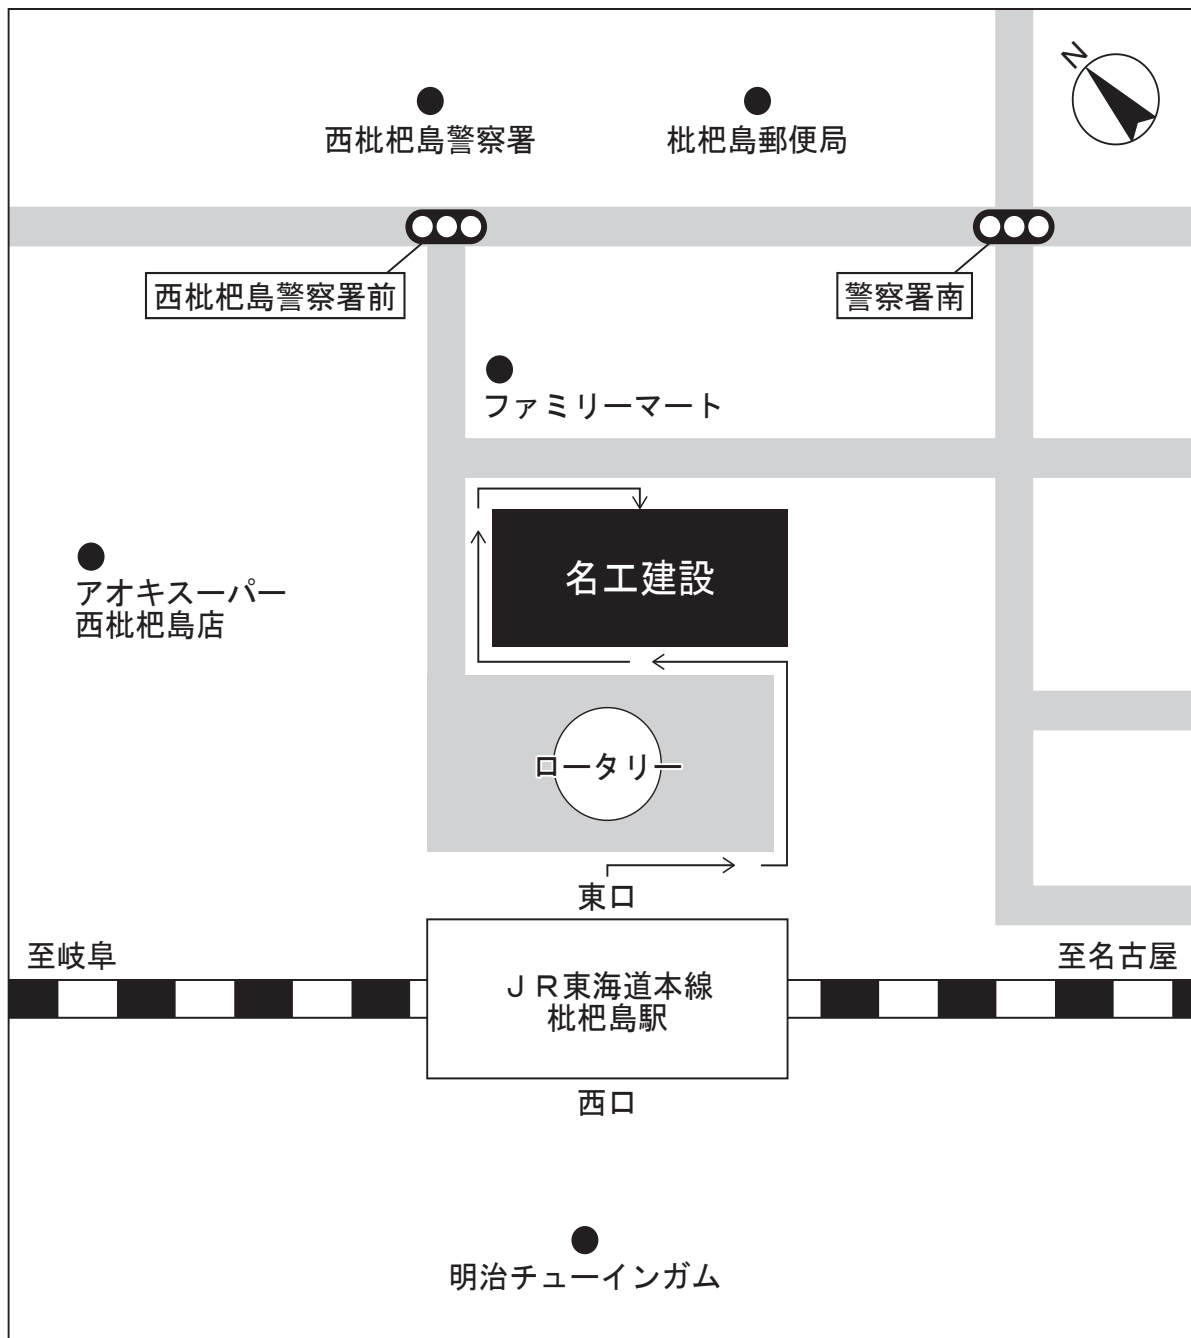 N
西枇杷島警察署
枇杷島郵便局
西枇杷島警察署前
警察署南
ファミリーマート
名工建設
アオキスーパー
西枇杷島店
ロータリー
東口
至岐阜
至名古屋
ＪＲ東海道本線
枇杷島駅
西口
明治チューインガム